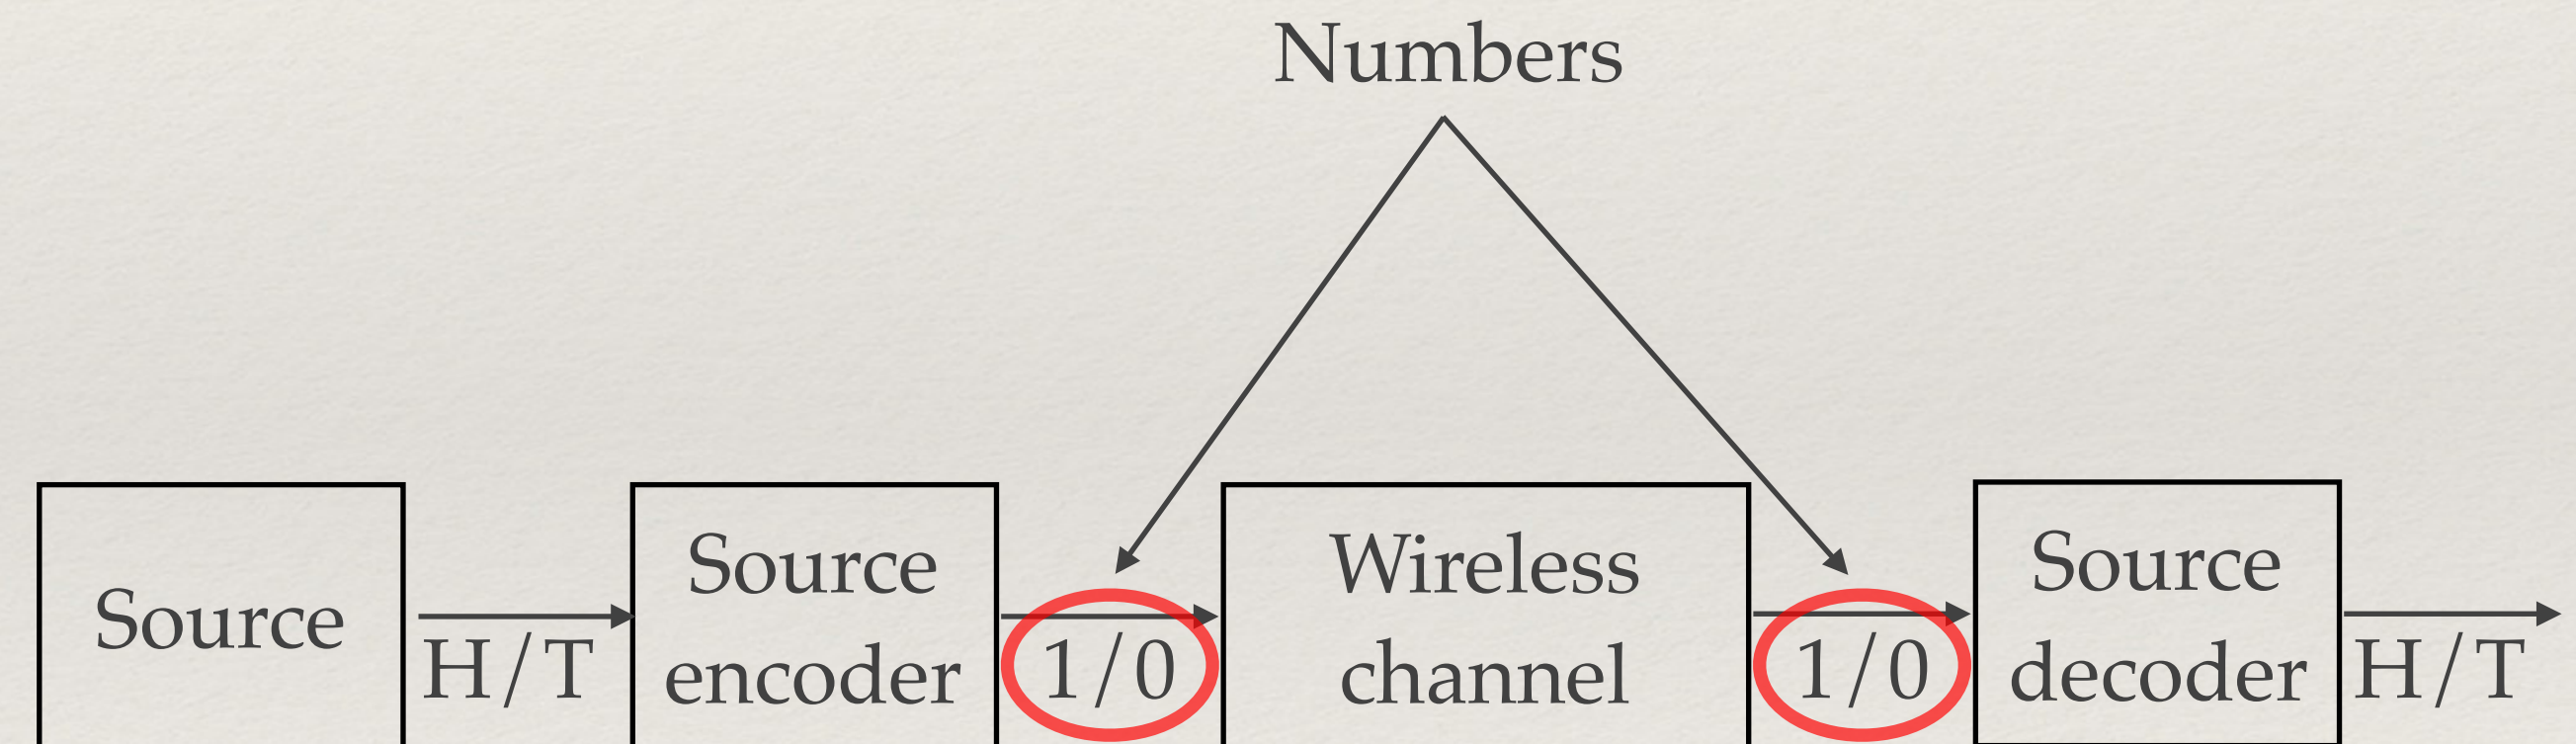 Numbers
Source
H/T
Source
encoder
1/0
Wireless
channel
1/0
Source
decoder
H/T